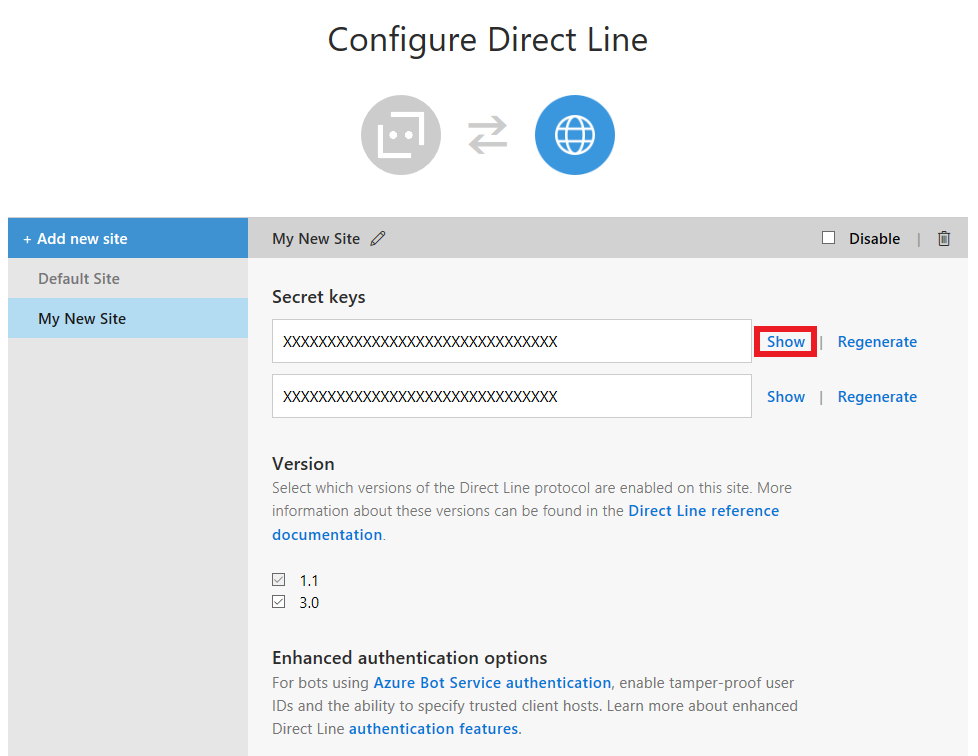 Configure Direct Line
+ Add new site
My New Site
Disable |
Default Site
My New Site
Secret keys
XXXXXXXXXXXXXXXXXXXXXXXXXXXXXXX Show | Regenerate
XXXXXXXXXXXXXXXXXXXXXXXXXXXXXXX Show | Regenerate
Version
Select which versions of the Direct Line protocol are enabled on this site. More
information about these versions can be found in the Direct Line reference
documentation.
1.1
3.0
Enhanced authentication options
For bots using Azure Bot Service authentication, enable tamper-proof user
IDs and the ability to specify trusted client hosts. Learn more about enhanced
Direct Line authentication features.